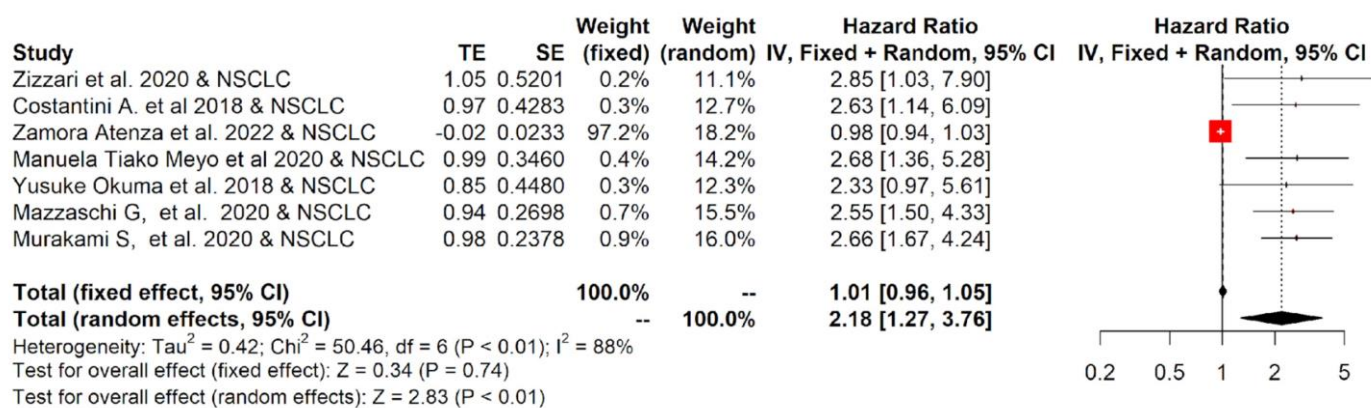 Weight Weight Hazard Ratio Hazard Ratio
Study TE SE (fixed) (random) IV, Fixed + Random, 95% CI IV, Fixed + Random, 95% CI
Zizzari et al. 2020 & NSCLC 1.05 0.5201 0.2% 11.1% 2.85 [1.03, 7.90]
Costantini A. et al 2018 & NSCLC 0.97 0.4283 0.3% 12.7% 2.63 [1.14, 6.09]
Zamora Atenza et al. 2022 & NSCLC -0.02 0.0233 97.2% 18.2% 0.98 [0.94, 1.03]
Manuela Tiako Meyo et al 2020 & NSCLC 0.99 0.3460 0.4% 14.2% 2.68 [1.36, 5.28]
Yusuke Okuma et al. 2018 & NSCLC 0.85 0.4480 0.3% 12.3% 2.33 [0.97, 5.61]
Mazzaschi G, et al. 2020 & NSCLC 0.94 0.2698 0.7% 15.5% 2.55 [1.50, 4.33]
Murakami S, et al. 2020 & NSCLC 0.98 0.2378 0.9% 16.0% 2.66 [1.67, 4.24]
Total (fixed effect, 95% CI) 100.0% -- 1.01 [0.96, 1.05]
Total (random effects, 95% CI) -- 100.0% 2.18 [1.27, 3.76]
Heterogeneity: Tau² = 0.42; Chi² = 50.46, df = 6 (P < 0.01); I² = 88%
Test for overall effect (fixed effect): Z = 0.34 (P = 0.74)
Test for overall effect (random effects): Z = 2.83 (P < 0.01)
0.2 0.5 1 2 5